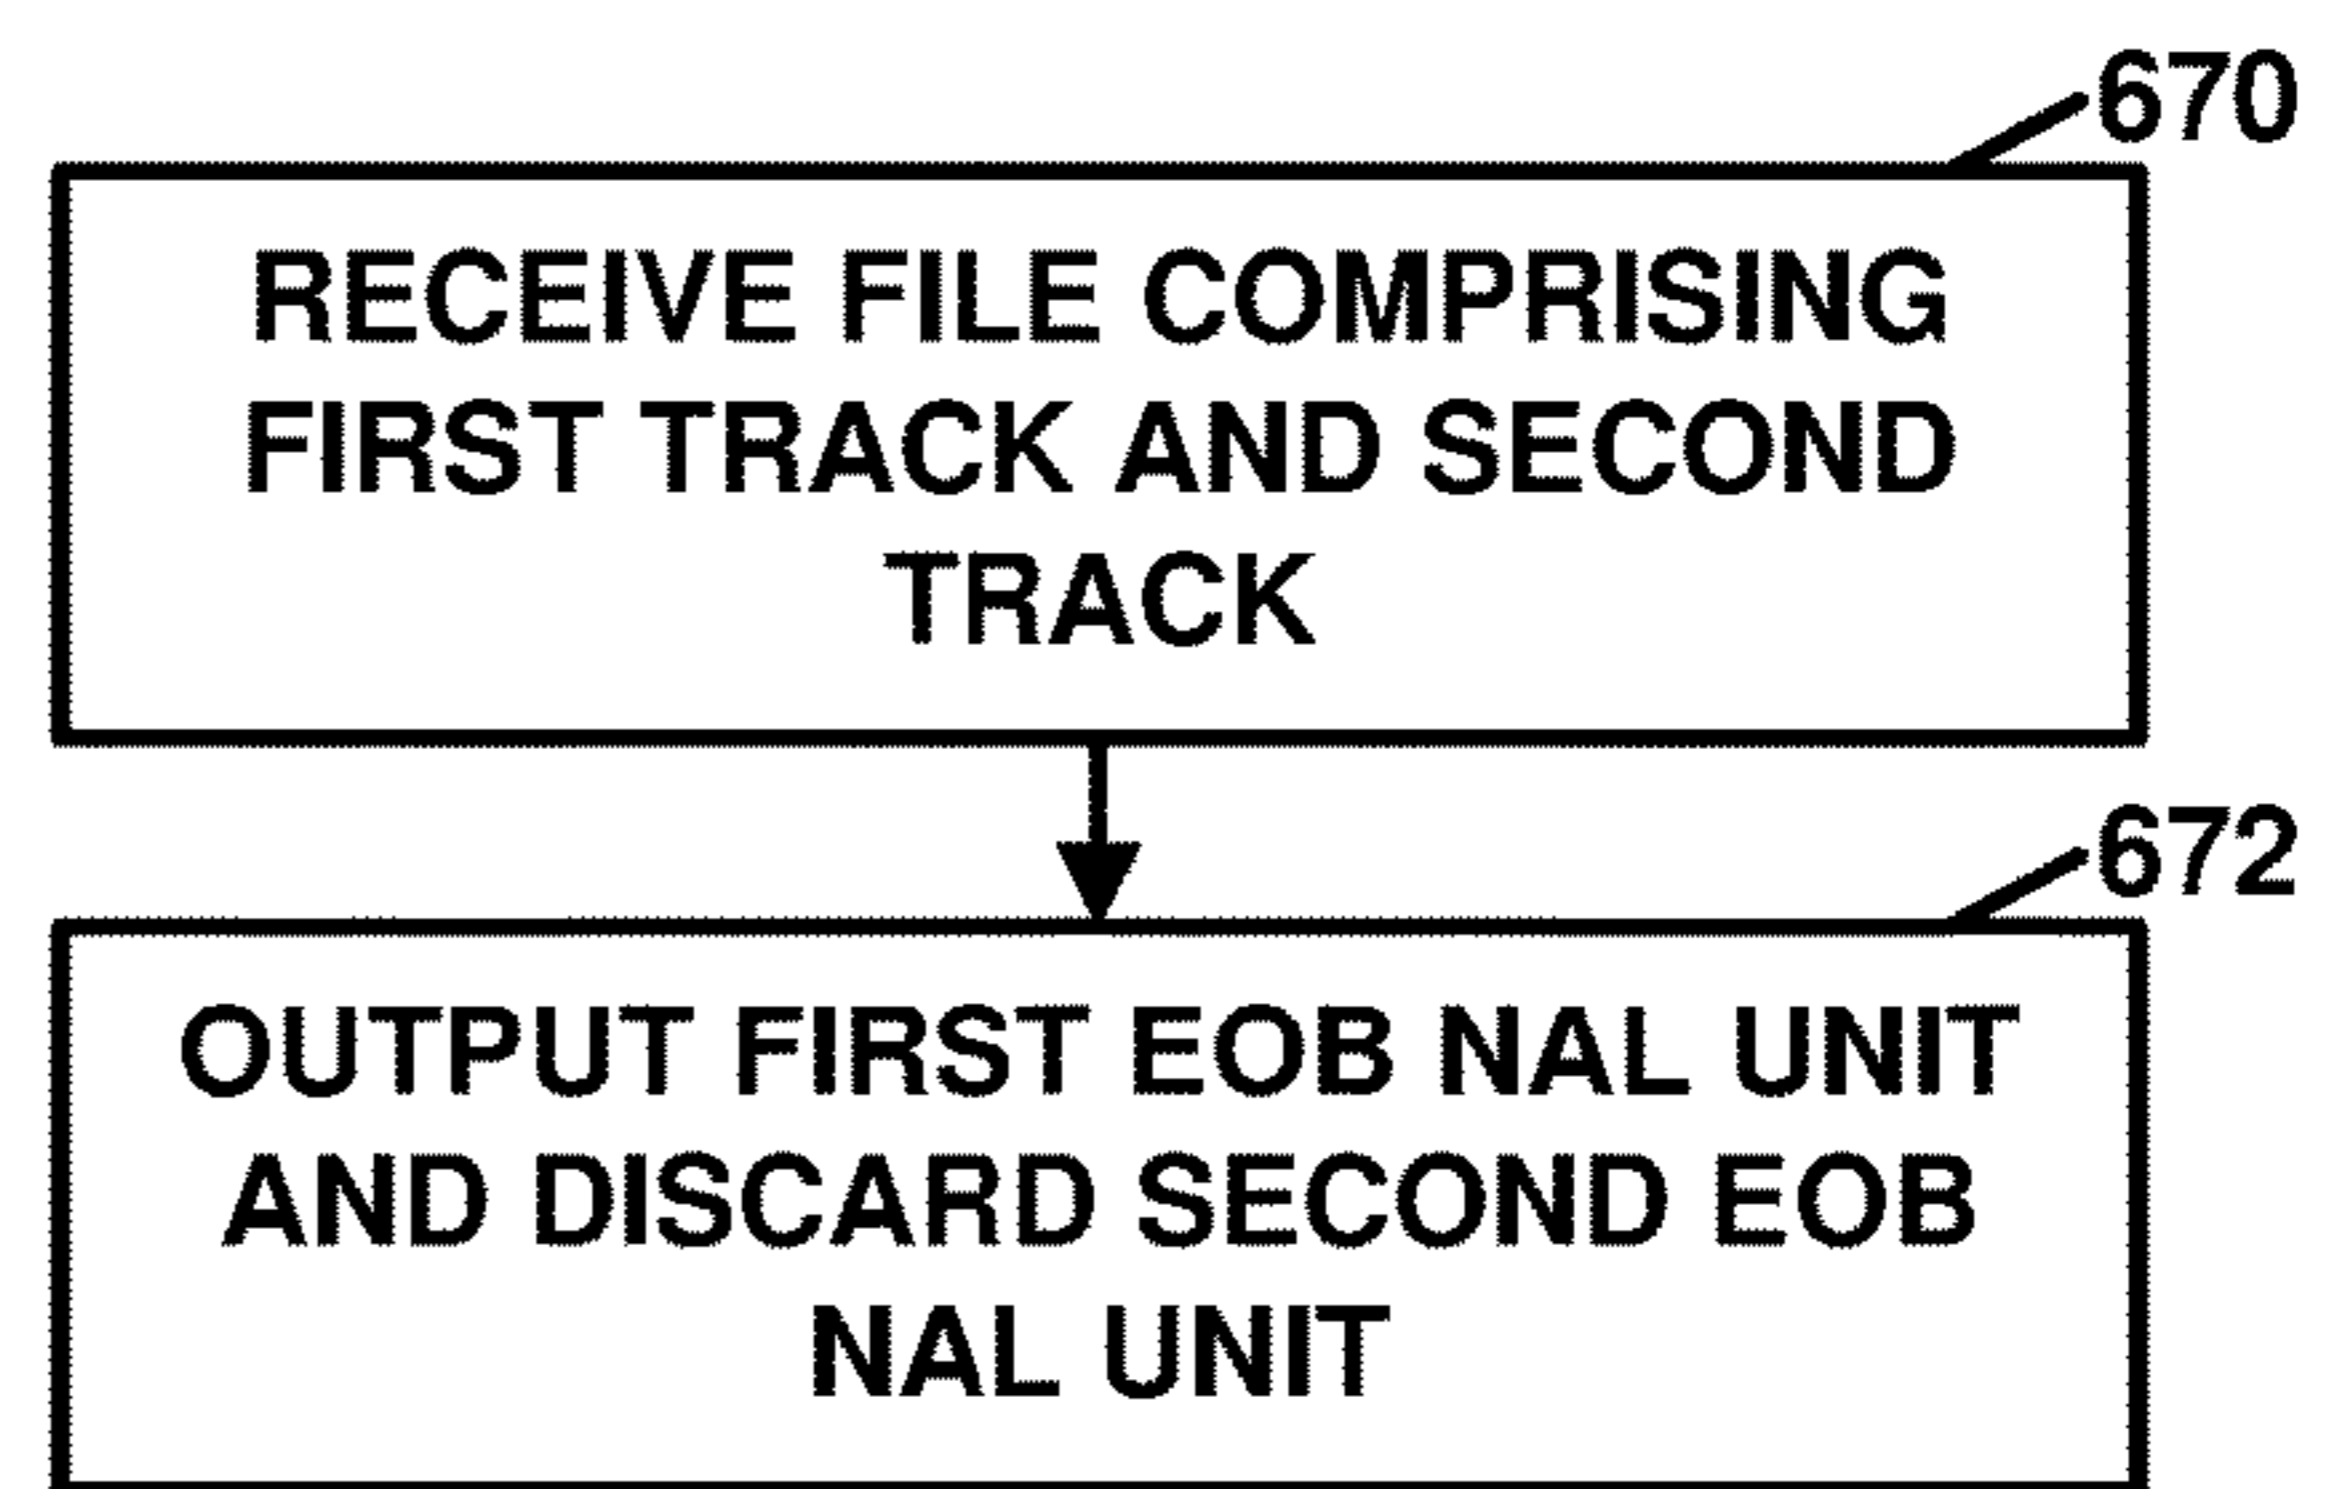 670
RECEIVE FILE COMPRISING
FIRST TRACK AND SECOND
TRACK
672
OUTPUT FIRST EOB NAL UNIT
AND DISCARD SECOND EOB
NAL UNIT